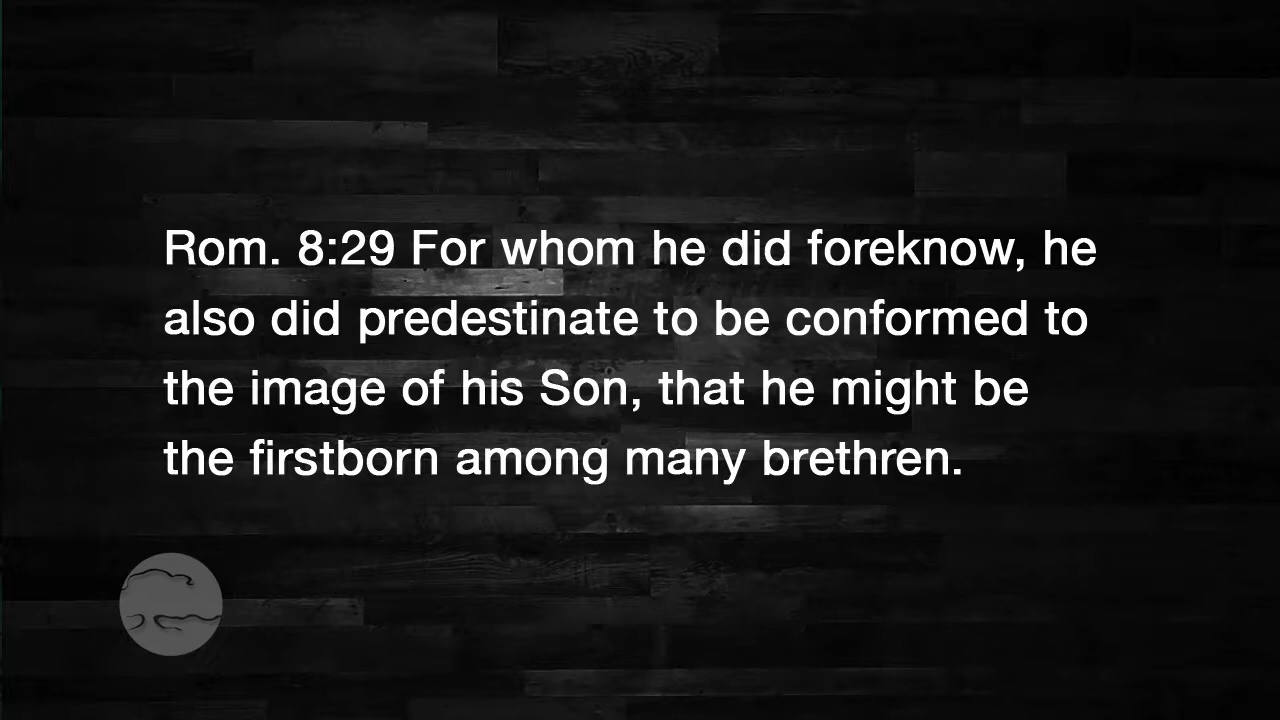 Rom. 8:29 For whom he did foreknow, he
also did predestinate to be conformed to
the image of his Son, that he might be
the firstborn among many brethren.